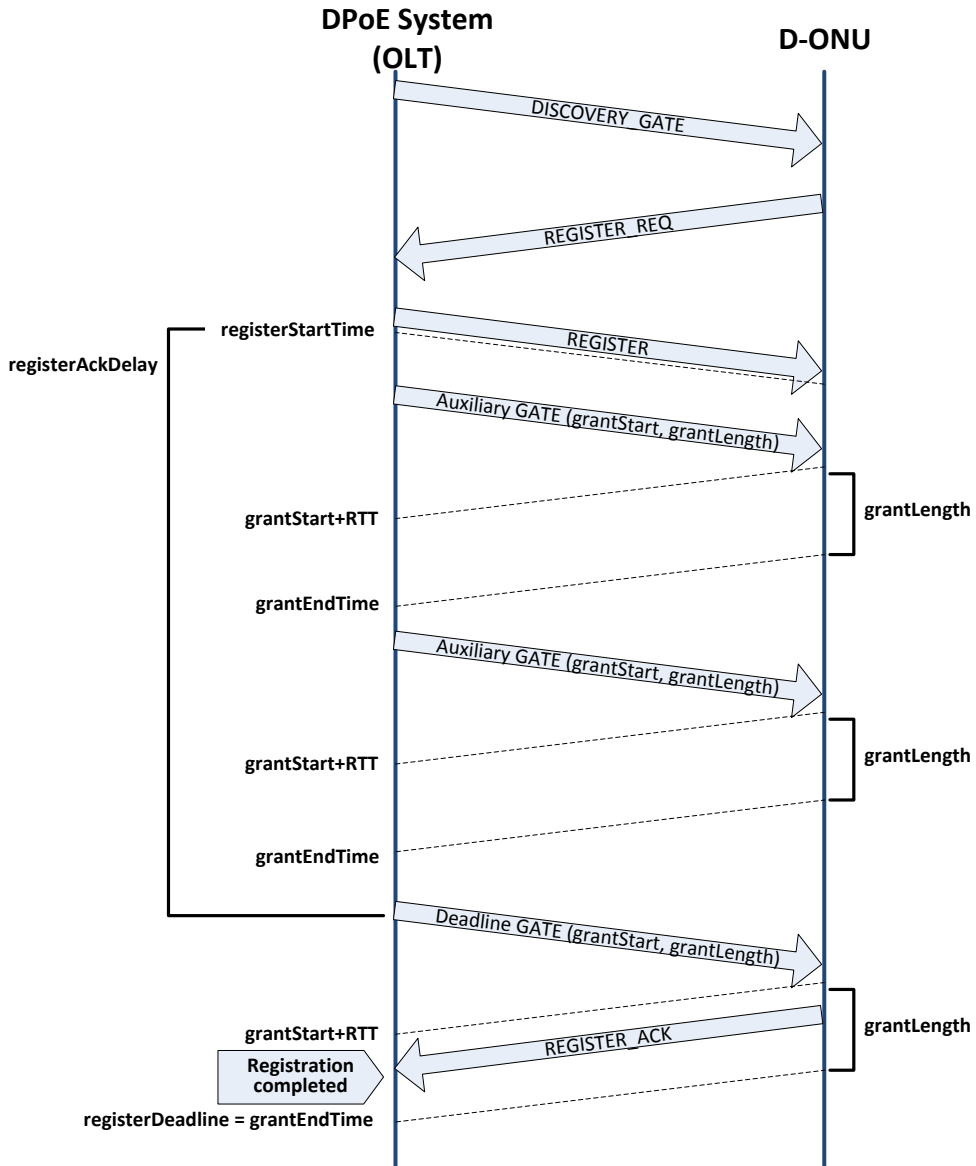 DPoE System
(OLT)
D-ONU
DISCOVERY_GATE
REGISTER_REQ
registerStartTime
REGISTER
registerAckDelay
Auxiliary GATE (grantStart, grantLength)
grantLength
grantStart+RTT
grantEndTime
Auxiliary GATE (grantStart, grantLength)
grantLength
grantStart+RTT
grantEndTime
Deadline GATE (grantStart, grantLength)
grantLength
grantStart+RTT
REGISTER_ACK
Registration
completed
registerDeadline = grantEndTime